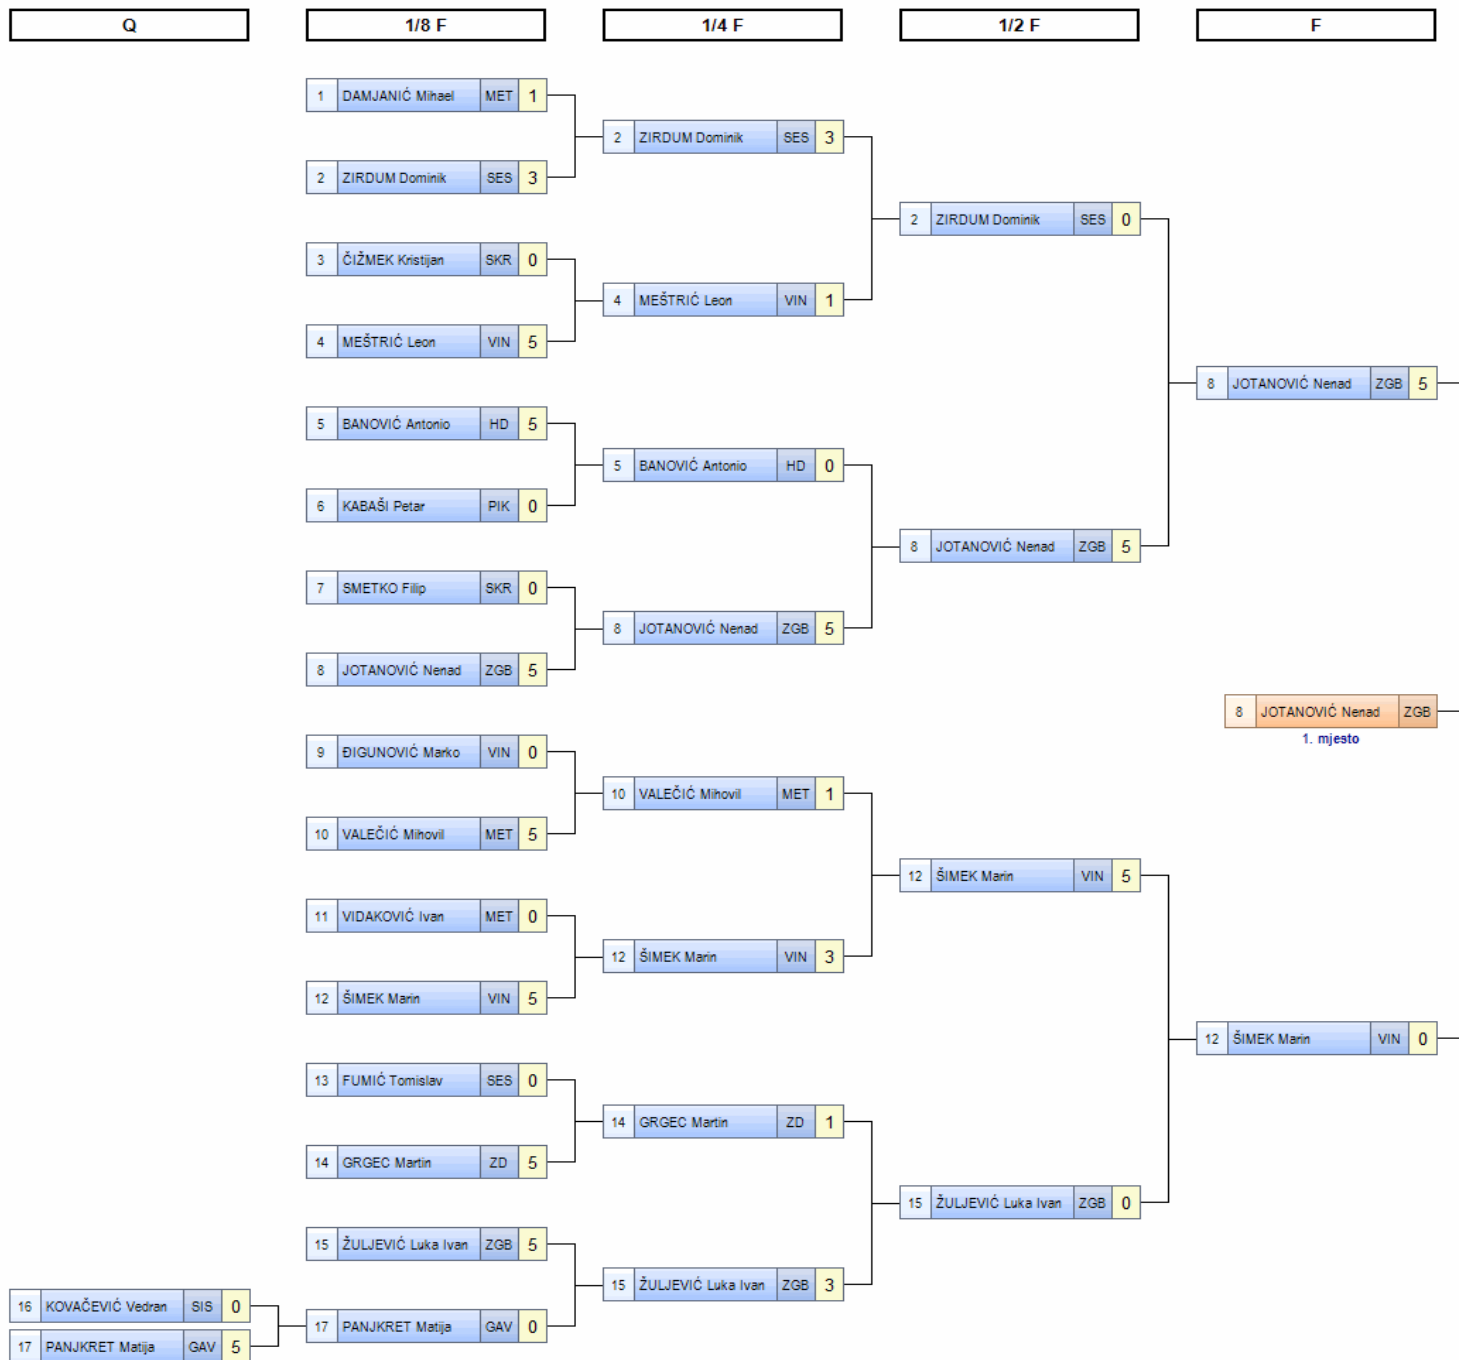 Q 1/8 F 1/4 F 1/2 F F
1 DAMJANIĆ Mihael MET 1
2 ZIRDUM Dominik SES 3
2 ZIRDUM Dominik SES 3
2 ZIRDUM Dominik SES 0
3 ČIŽMEK Kristijan SKR 0
4 MEŠTRIĆ Leon VIN 1
4 MEŠTRIĆ Leon VIN 5
8 JOTANOVIĆ Nenad ZGB 5
5 BANOVIĆ Antonio HD 5
5 BANOVIĆ Antonio HD 0
6 KABAŠI Petar PIK 0
8 JOTANOVIĆ Nenad ZGB 5
7 SMETKO Filip SKR 0
8 JOTANOVIĆ Nenad ZGB 5
8 JOTANOVIĆ Nenad ZGB 5
8 JOTANOVIĆ Nenad ZGB
1. mjesto
9 ĐIGUNOVIĆ Marko VIN 0
10 VALEČIĆ Mihovil MET 1
10 VALEČIĆ Mihovil MET 5
12 ŠIMEK Marin VIN 5
11 VIDAKOVIĆ Ivan MET 0
12 ŠIMEK Marin VIN 3
12 ŠIMEK Marin VIN 5
12 ŠIMEK Marin VIN 0
13 FUMIĆ Tomislav SES 0
14 GRGEC Martin ZD 1
14 GRGEC Martin ZD 5
15 ŽULJEVIĆ Luka Ivan ZGB 0
15 ŽULJEVIĆ Luka Ivan ZGB 5
15 ŽULJEVIĆ Luka Ivan ZGB 3
16 KOVAČEVIĆ Vedran SIS 0
17 PANJKRET Matija GAV 0
17 PANJKRET Matija GAV 5